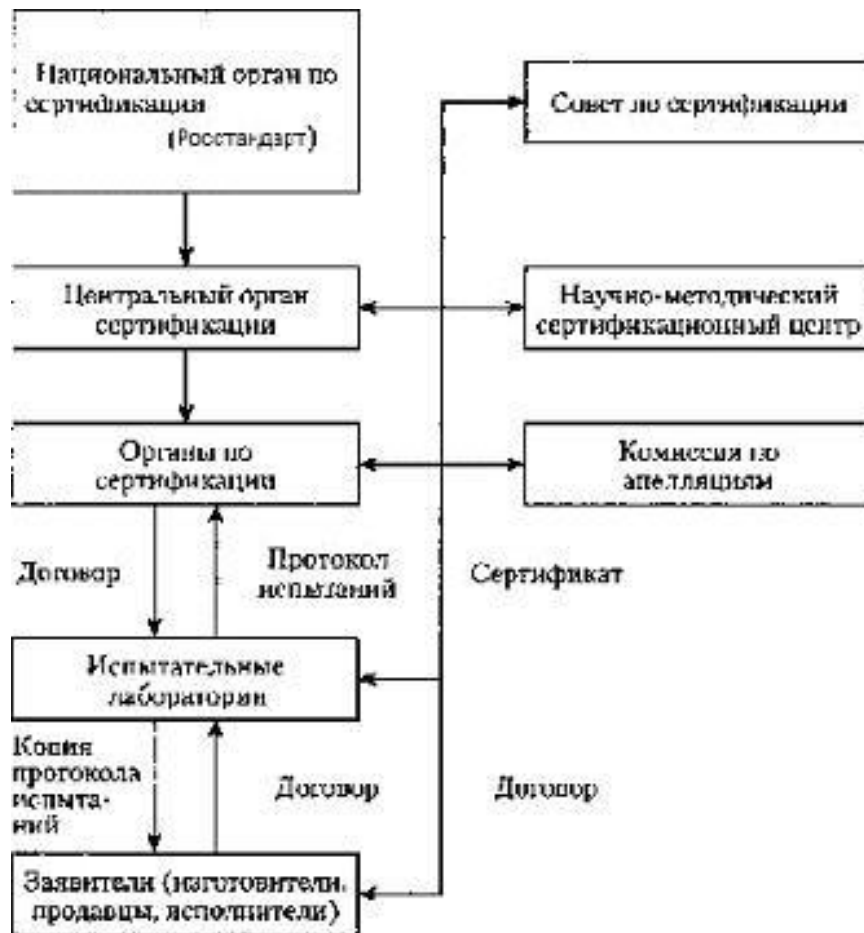 Национальный орган по
сертификации
(Росстандарт)
Совет по сертификации
Центральный орган
сертификации
Научно-методический
сертификационный центр
Органы по
сертификации
Комиссия по
апелляциям
Договор
Протокол
испытаний
Сертификат
Испытательные
лаборатории
Копия
протокола
испыта-
ний
Договор
Договор
Заявители (изготовители,
продавцы, исполнители)